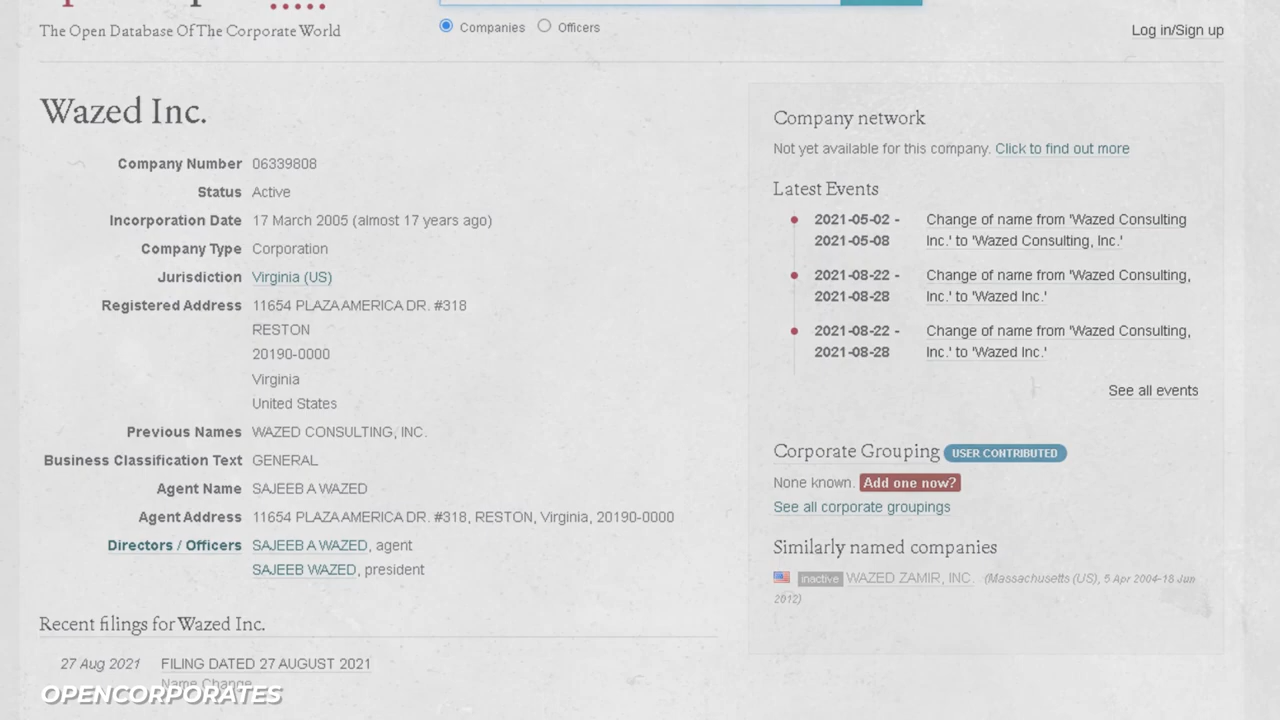 The Open Database Of The Corporate World
Companies
Officers
Log in/Sign up
Wazed Inc.
Company Number 06339808
Status Active
Incorporation Date 17 March 2005 (almost 17 years ago)
Company Type Corporation
Jurisdiction Virginia (US)
Registered Address 11654 PLAZA AMERICA DR. #318
RESTON
20190-0000
Virginia
United States
Previous Names WAZED CONSULTING, INC.
Business Classification Text GENERAL
Agent Name SAJEEB A WAZED
Agent Address 11654 PLAZA AMERICA DR. #318, RESTON, Virginia, 20190-0000
Directors / Officers SAJEEB A WAZED, agent
SAJEEB WAZED, president
Recent filings for Wazed Inc.
27 Aug 2021 FILING DATED 27 AUGUST 2021
Name Change
OPENCORPORATES
Company network
Not yet available for this company. Click to find out more
Latest Events
2021-05-02 - Change of name from 'Wazed Consulting
2021-05-08 Inc.' to 'Wazed Consulting, Inc.'
2021-08-22 - Change of name from 'Wazed Consulting,
2021-08-28 Inc.' to 'Wazed Inc.'
2021-08-22 - Change of name from 'Wazed Consulting,
2021-08-28 Inc.' to 'Wazed Inc.'
See all events
Corporate Grouping USER CONTRIBUTED
None known. Add one now?
See all corporate groupings
Similarly named companies
inactive WAZED ZAMIR, INC. (Massachusetts (US), 5 Apr 2004-18 Jun
2012)